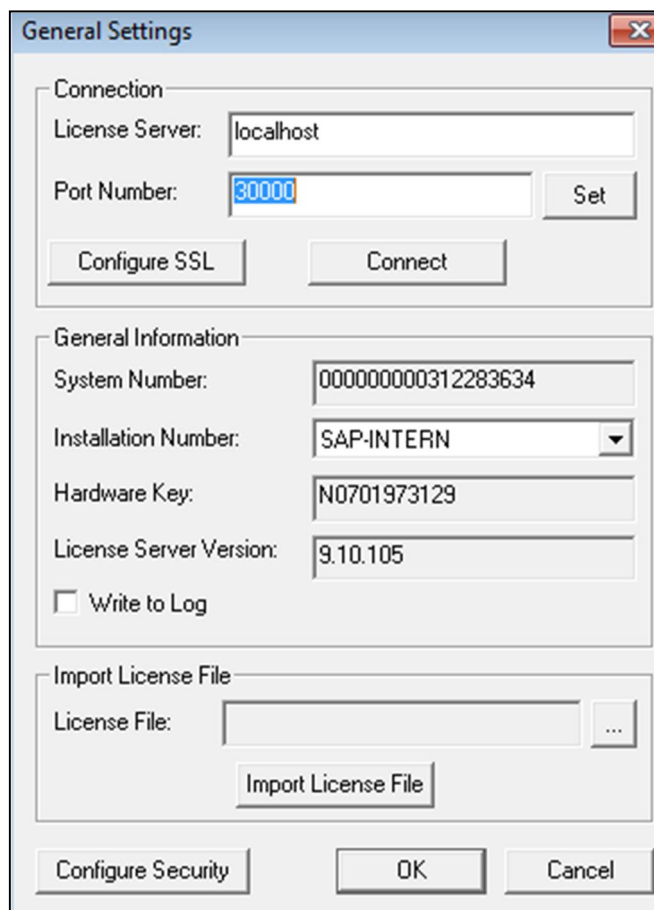 General Settings
Connection
License Server: localhost
Port Number: 30000 Set
Configure SSL Connect
General Information
System Number: 000000000312283634
Installation Number: SAP-INTERN
Hardware Key: N0701973129
License Server Version: 9.10.105
Write to Log
Import License File
License File: ...
Import License File
Configure Security OK Cancel